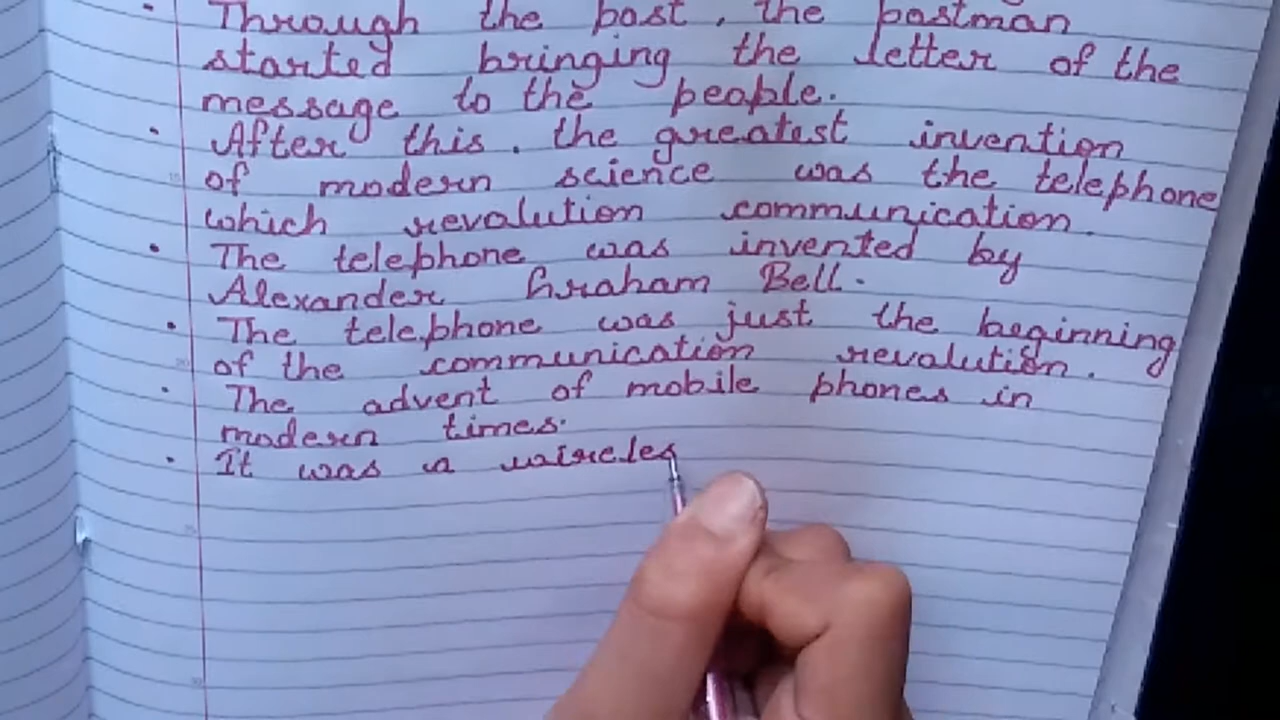 Through the post, the postman
started bringing the letter of the
message to the people.
After this, the greatest invention
of modern science was the telephone
which revolution communication.
The telephone was invented by
Alexander Graham Bell.
The telephone was just the beginning
of the communication revolution.
The advent of mobile phones in
modern times.
It was a wireles